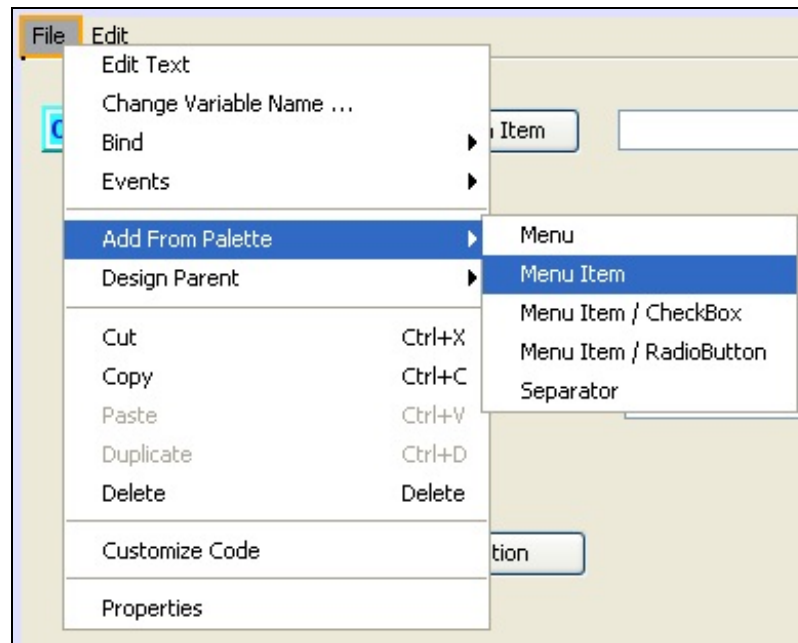 File Edit
Edit Text
Change Variable Name ...
Bind
Item
Events
Add From Palette
Menu
Design Parent
Menu Item
Menu Item / CheckBox
Cut Ctrl+X
Menu Item / RadioButton
Copy Ctrl+C
Separator
Paste Ctrl+V
Duplicate Ctrl+D
Delete Delete
Customize Code
tion
Properties